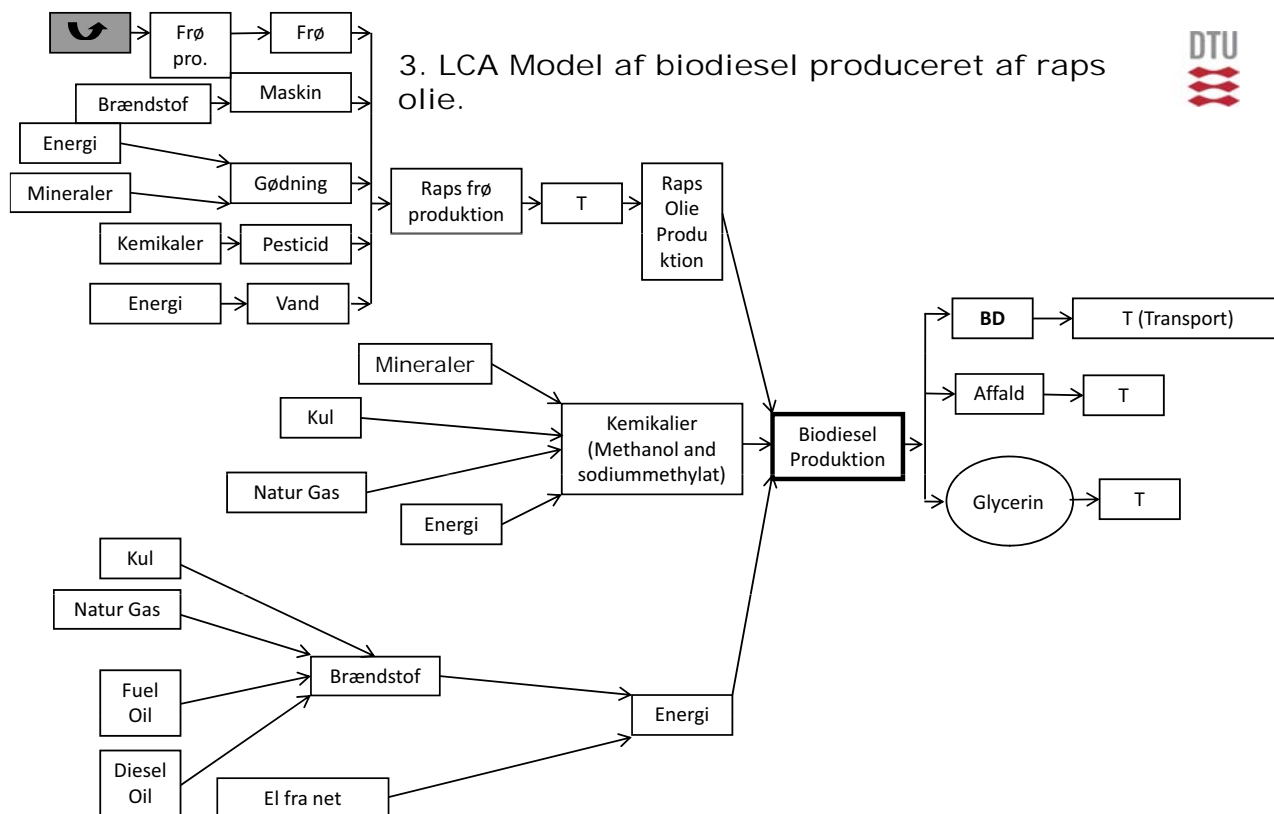 Frø
pro.
Frø
3. LCA Model af biodiesel produceret af raps
olie.
DTU
Brændstof
Maskin
Energi
Mineraler
Gødning
Kemikaler
Pesticid
Energi
Vand
Raps frø
produktion
T
Raps
Olie
Produ
ktion
Mineraler
Kul
Natur Gas
Energi
Kemikalier
(Methanol and
sodiummethylat)
Biodiesel
Produktion
BD
T (Transport)
Affald
T
Glycerin
T
Kul
Natur Gas
Fuel
Oil
Diesel
Oil
Brændstof
El fra net
Energi